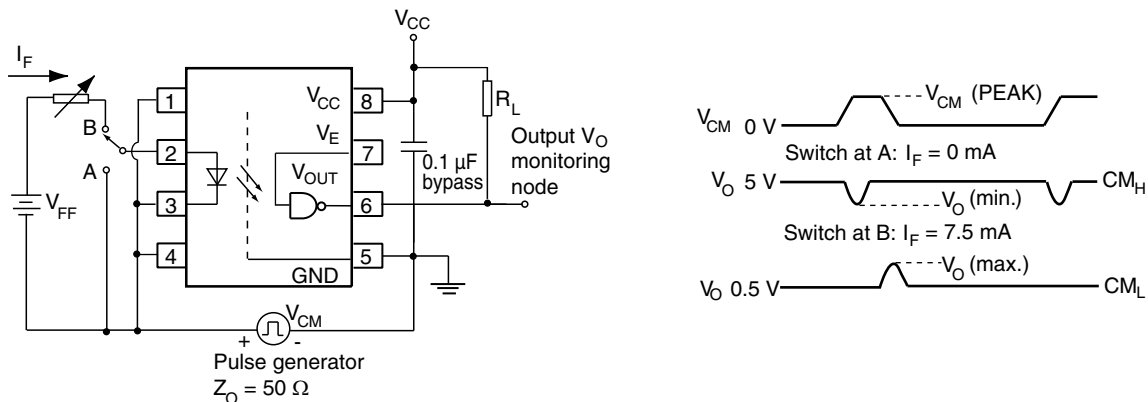 V_CC
I_F
B
A
V_FF
1
2
3
4
V_CC
V_E
V_OUT
GND
8
7
6
5
R_L
0.1 µF
bypass
Output V_O
monitoring
node
V_CM
+
-
Pulse generator
Z_O = 50 Ω
V_CM 0 V
V_CM (PEAK)
Switch at A: I_F = 0 mA
V_O 5 V
CM_H
V_O (min.)
Switch at B: I_F = 7.5 mA
V_O (max.)
V_O 0.5 V
CM_L